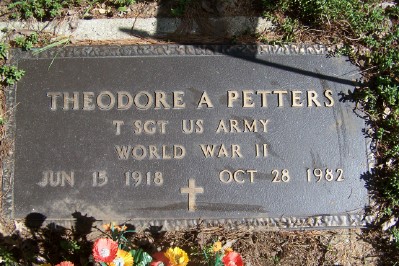 THEODORE A PETTERS
T SGT US ARMY
WORLD WAR II
JUN 15 1918 OCT 28 1982